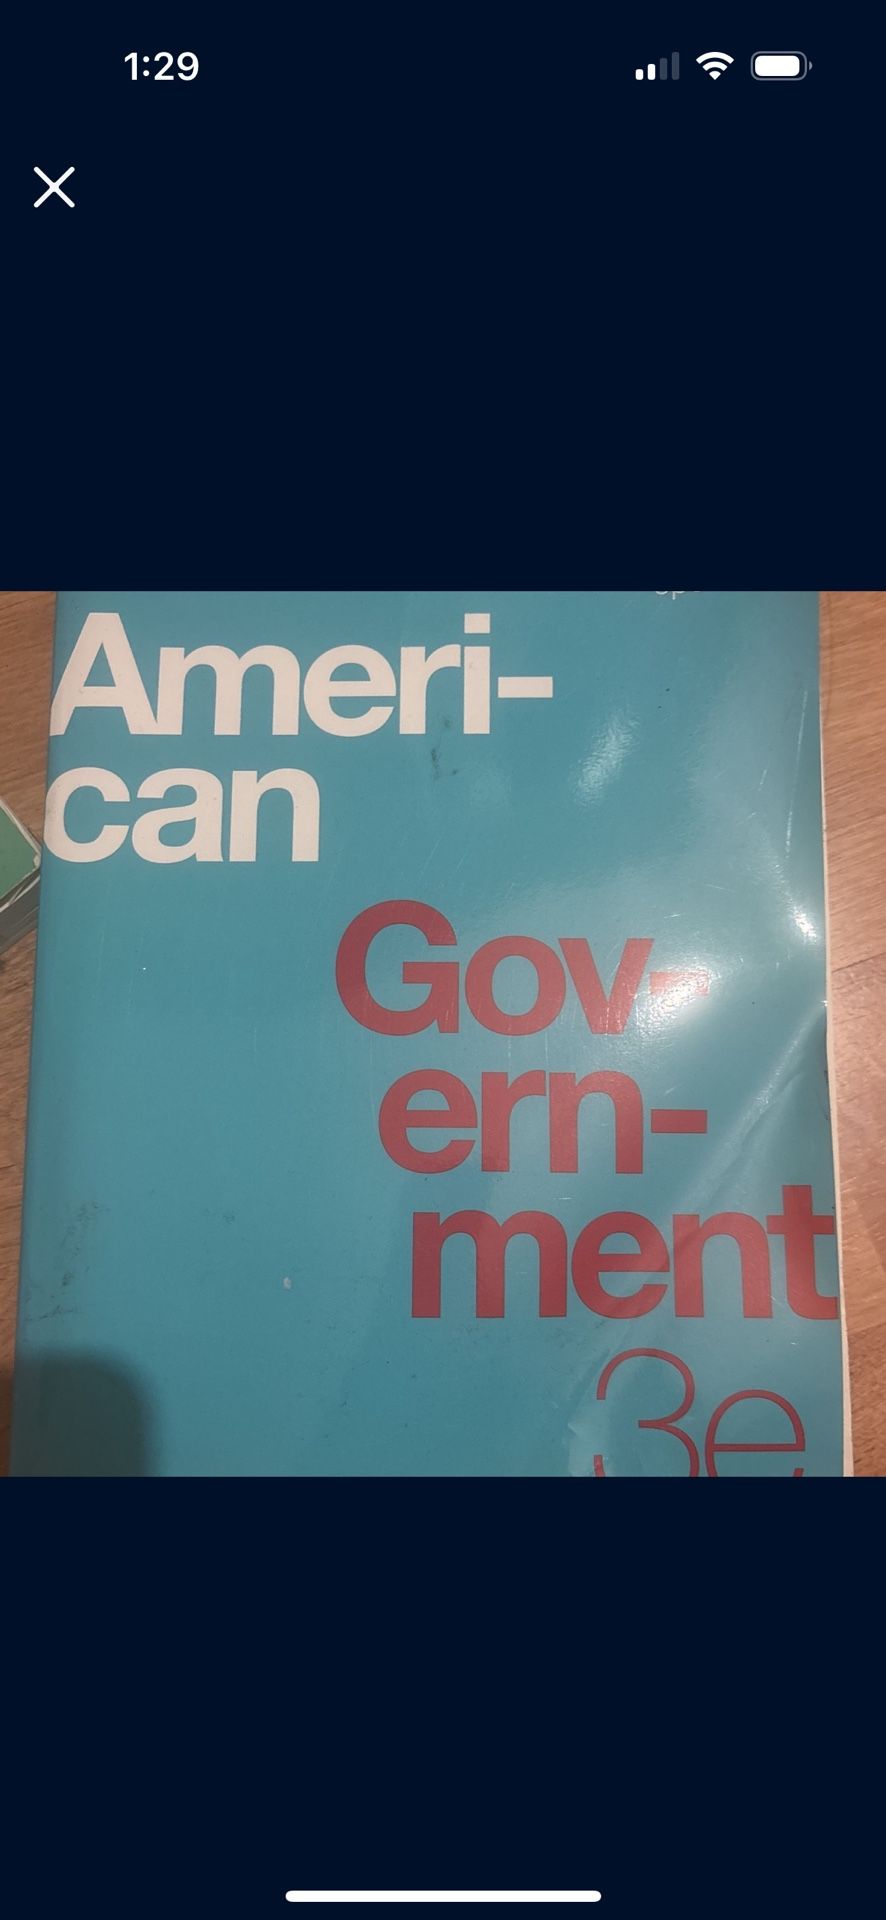 1:29
Ameri-
can
Gov-
ern-
ment
3e